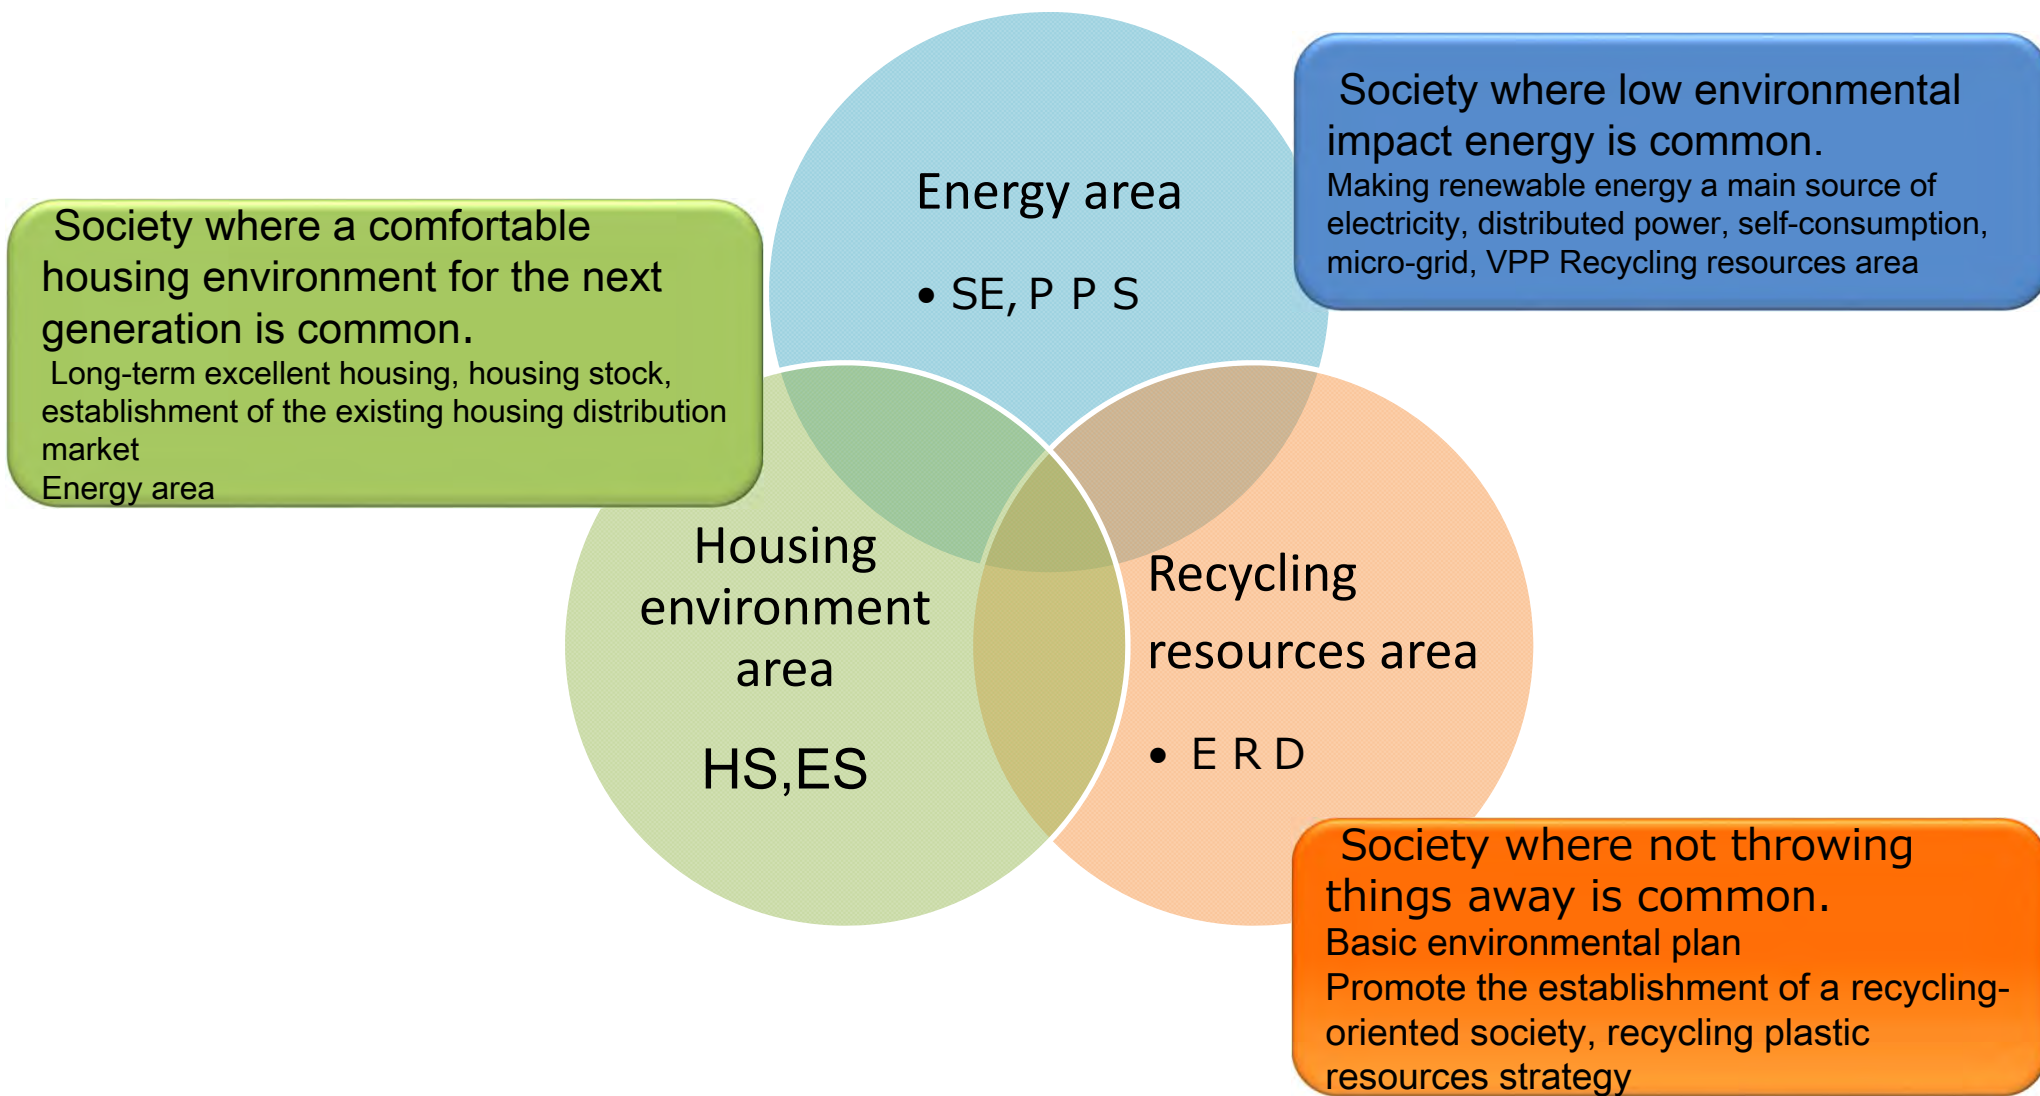 Society where low environmental
impact energy is common.
Making renewable energy a main source of
electricity, distributed power, self-consumption,
micro-grid, VPP Recycling resources area
Energy area
• SE, P P S
Society where a comfortable
housing environment for the next
generation is common.
Long-term excellent housing, housing stock,
establishment of the existing housing distribution
market
Energy area
Housing
environment
area
HS,ES
Recycling
resources area
• E R D
Society where not throwing
things away is common.
Basic environmental plan
Promote the establishment of a recycling-
oriented society, recycling plastic
resources strategy